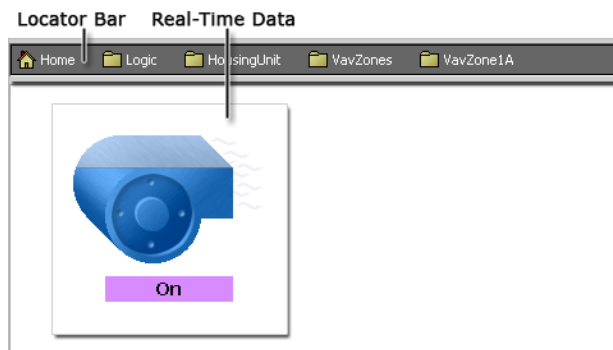 Locator Bar Real-Time Data
Home Logic HousingUnit VavZones VavZone1A
On